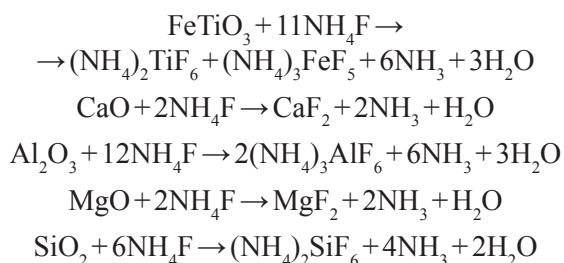 FeTiO₃ + 11NH₄F →
→ (NH₄)₂TiF₆ + (NH₄)₃FeF₅ + 6NH₃ + 3H₂O
CaO + 2NH₄F → CaF₂ + 2NH₃ + H₂O
Al₂O₃ + 12NH₄F → 2(NH₄)₃AlF₆ + 6NH₃ + 3H₂O
MgO + 2NH₄F → MgF₂ + 2NH₃ + H₂O
SiO₂ + 6NH₄F → (NH₄)₂SiF₆ + 4NH₃ + 2H₂O